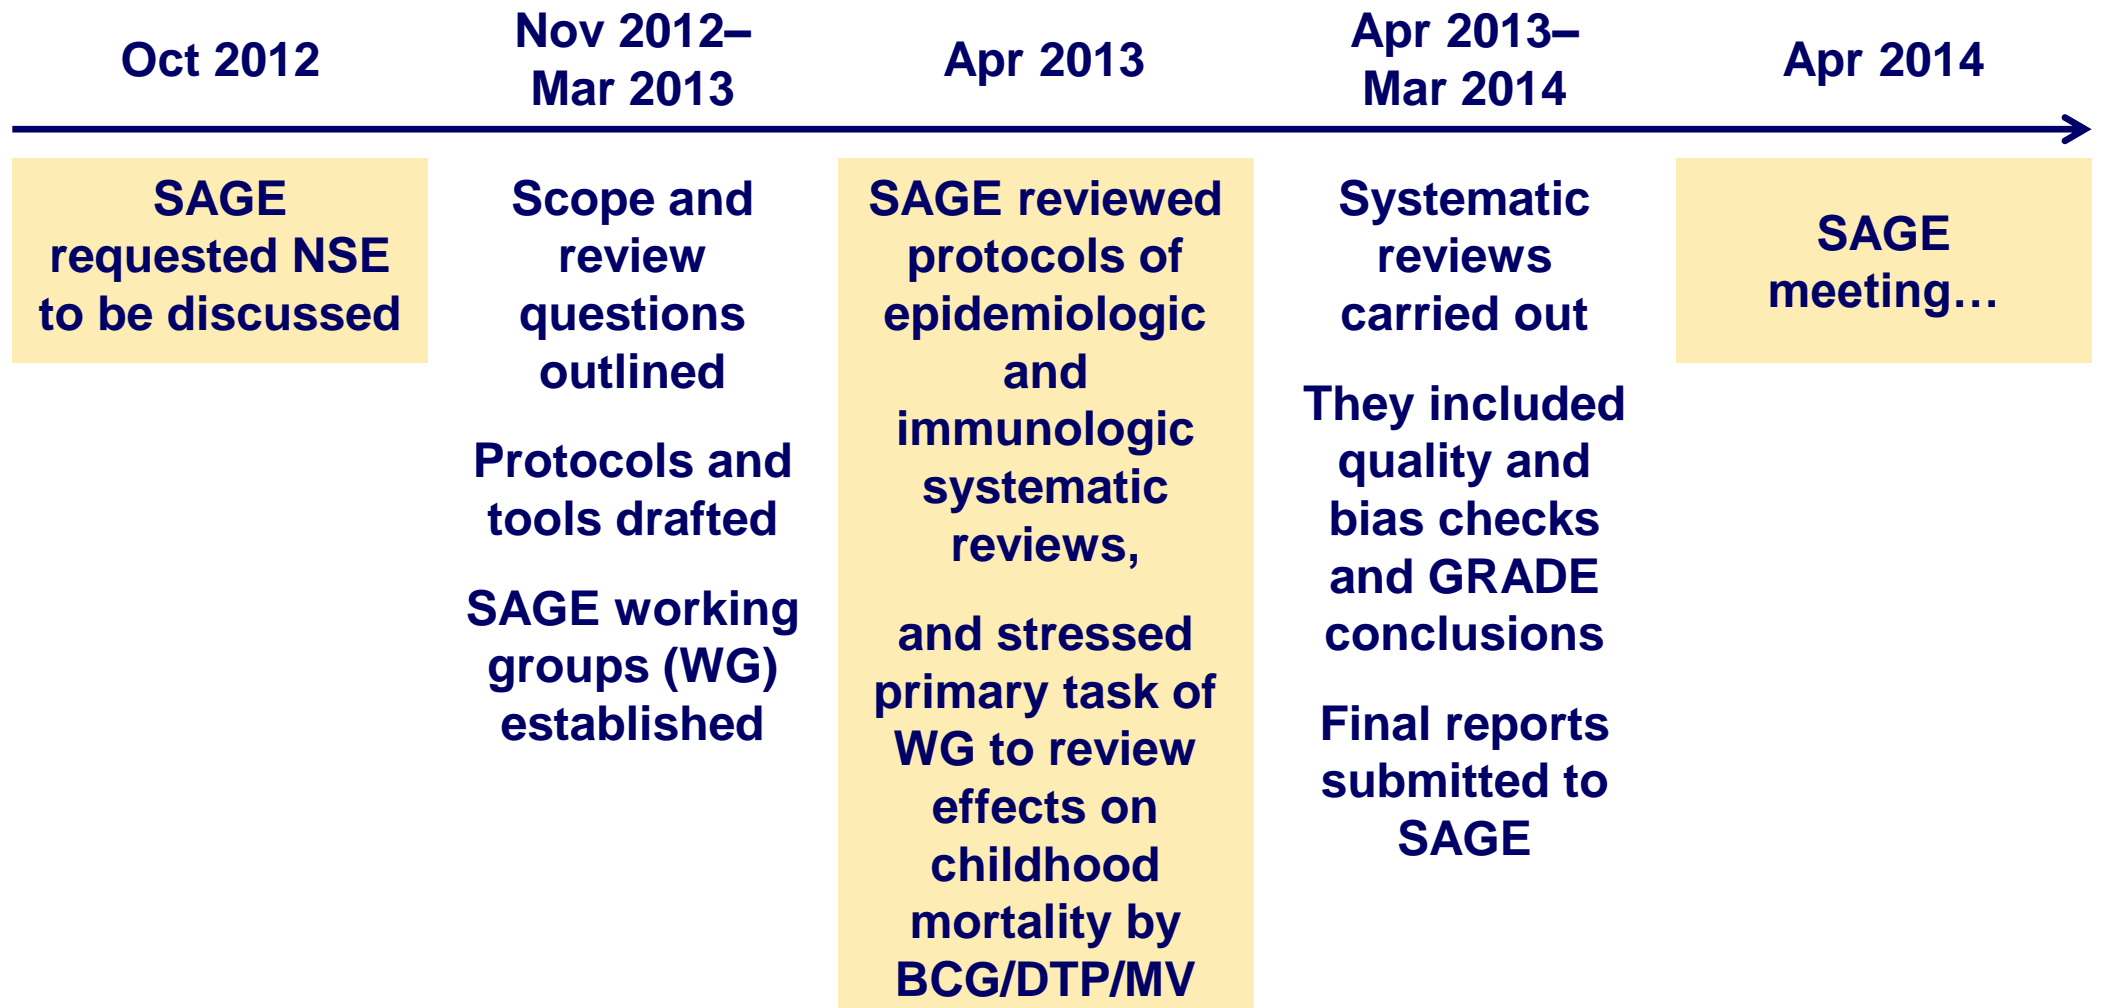 Oct 2012
Nov 2012–
Mar 2013
Apr 2013
Apr 2013–
Mar 2014
Apr 2014
SAGE
requested NSE
to be discussed
Scope and
review
questions
outlined
Protocols and
tools drafted
SAGE working
groups (WG)
established
SAGE reviewed
protocols of
epidemiologic
and
immunologic
systematic
reviews,
and stressed
primary task of
WG to review
effects on
childhood
mortality by
BCG/DTP/MV
Systematic
reviews
carried out
They included
quality and
bias checks
and GRADE
conclusions
Final reports
submitted to
SAGE
SAGE
meeting…